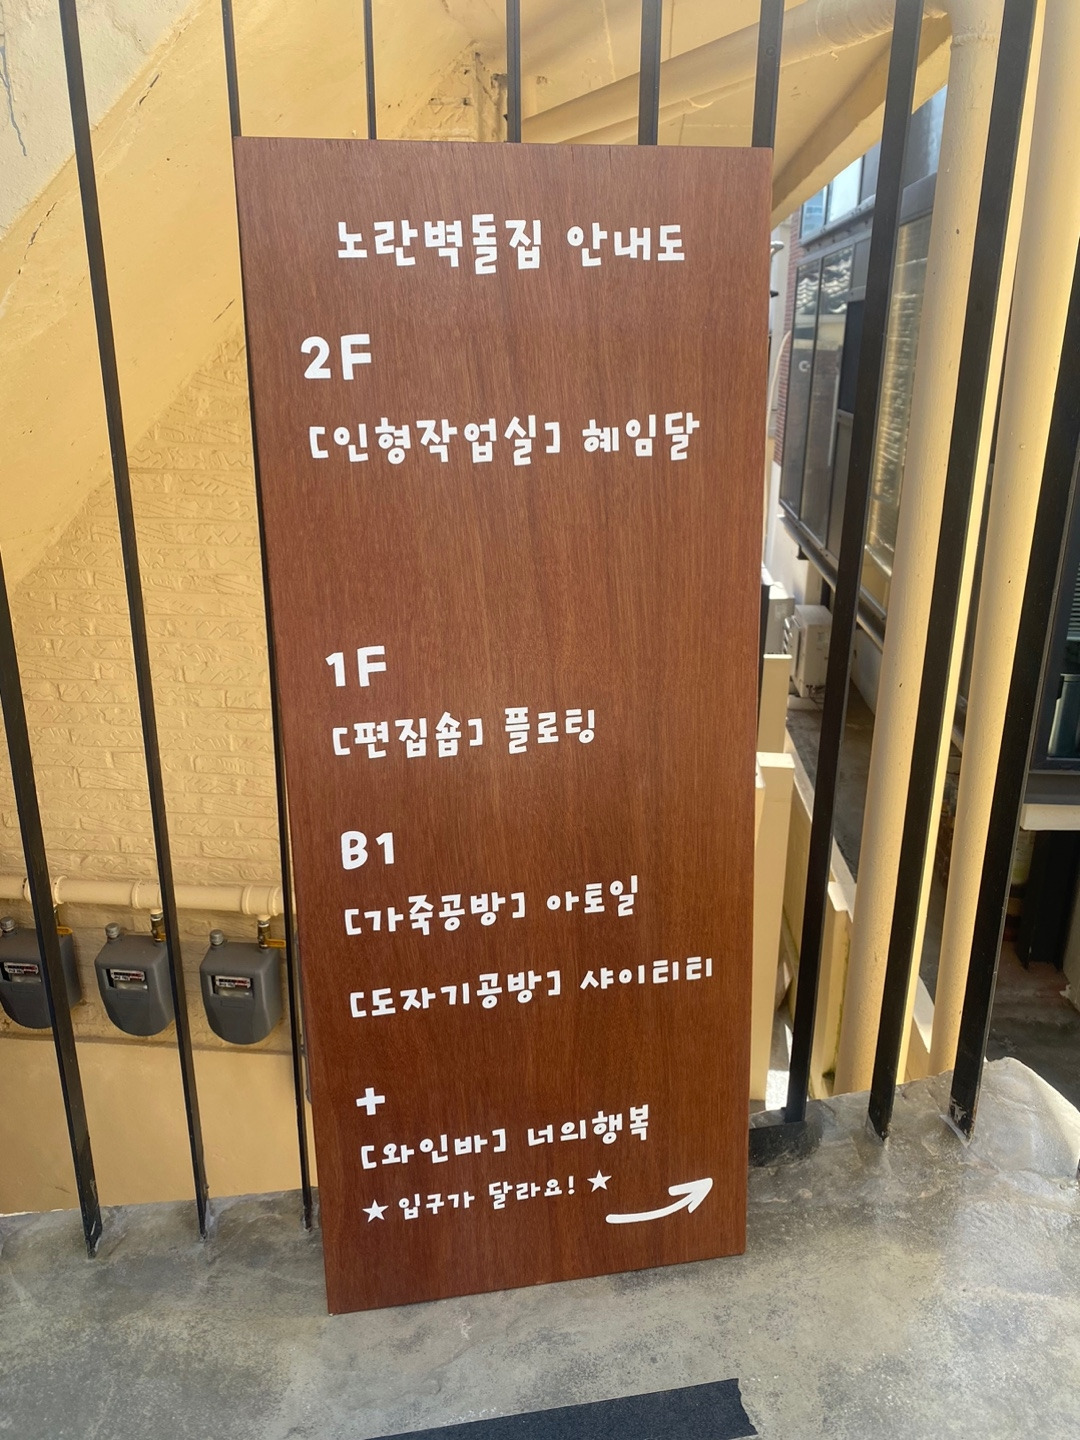 노란벽돌집 안내도
2F
[인형작업실] 혜임달
1F
[편집숍] 플로팅
B1
[가죽공방] 아토일
[도자기공방] 샤이티티
+
[와인바] 너의행복
★입구가 달라요!★